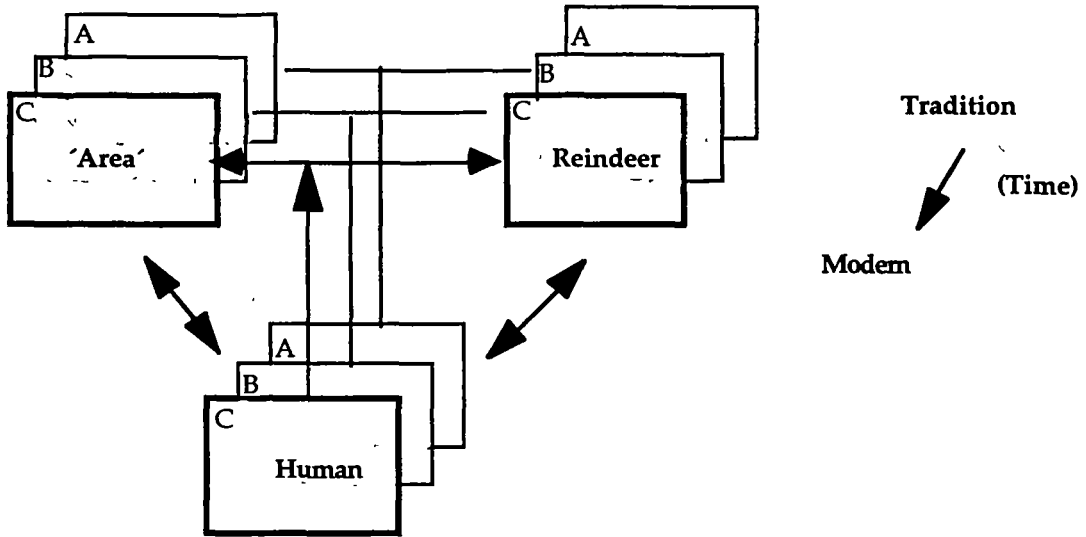 A
B
C
Area
A
B
C
Reindeer
Tradition
(Time)
Modern
A
B
C
Human